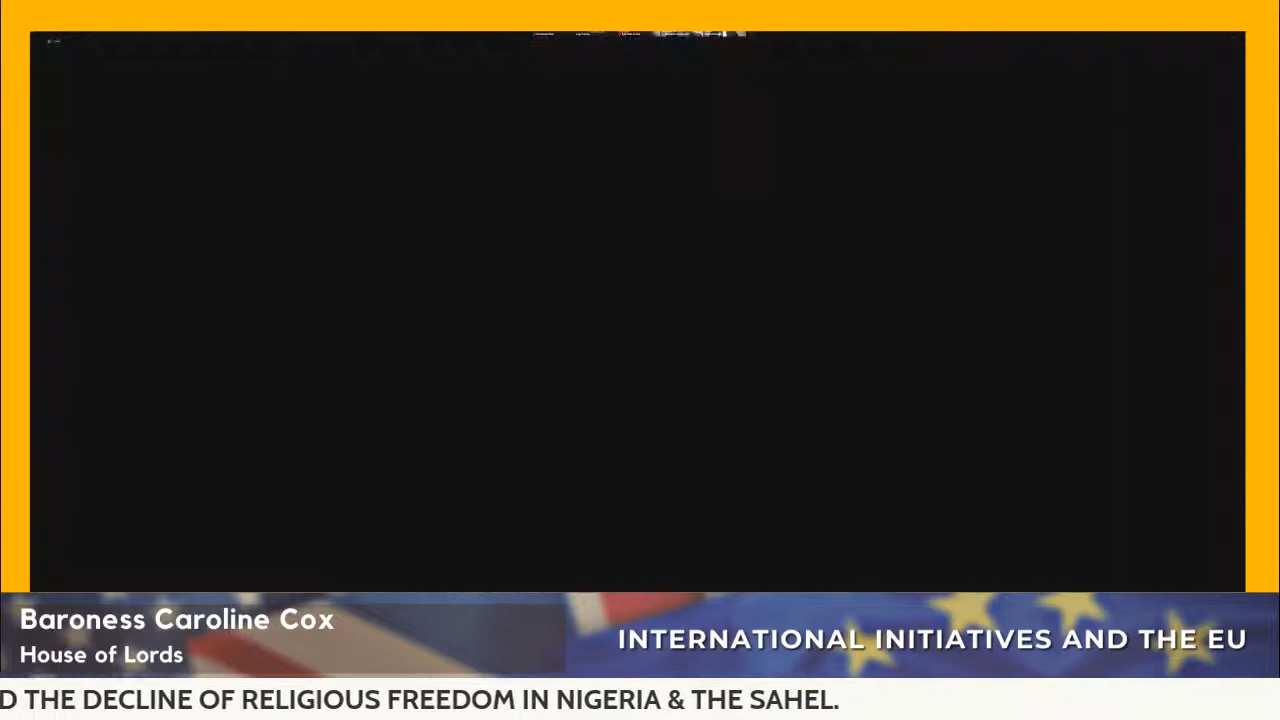 Baroness Caroline Cox
House of Lords
INTERNATIONAL INITIATIVES AND THE EU
D THE DECLINE OF RELIGIOUS FREEDOM IN NIGERIA & THE SAHEL.